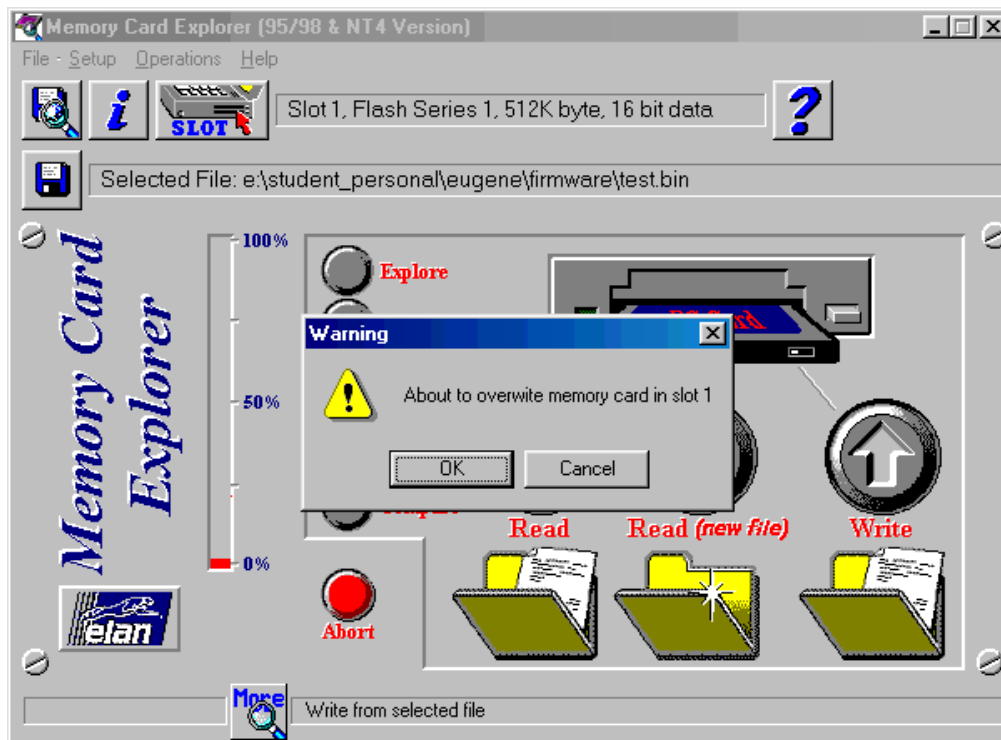 Memory Card Explorer (95/98 & NT4 Version)
File - Setup Operations Help
SLOT
Slot 1, Flash Series 1, 512K byte, 16 bit data
?
Selected File: e:\student_personal\eugene\firmware\test.bin
Memory Card
Explorer
100%
50%
0%
Explore
Warning
About to overwite memory card in slot 1
OK Cancel
Read Read (new file) Write
Abort
elan
More
Write from selected file